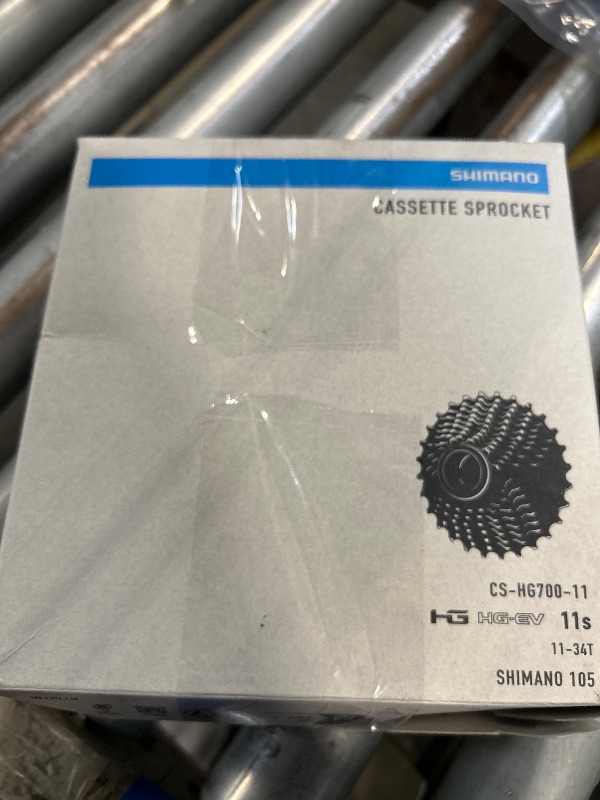 SHIMANO
CASSETTE SPROCKET
CS-HG700-11
HG HG-EV 11s
11-34T
SHIMANO 105